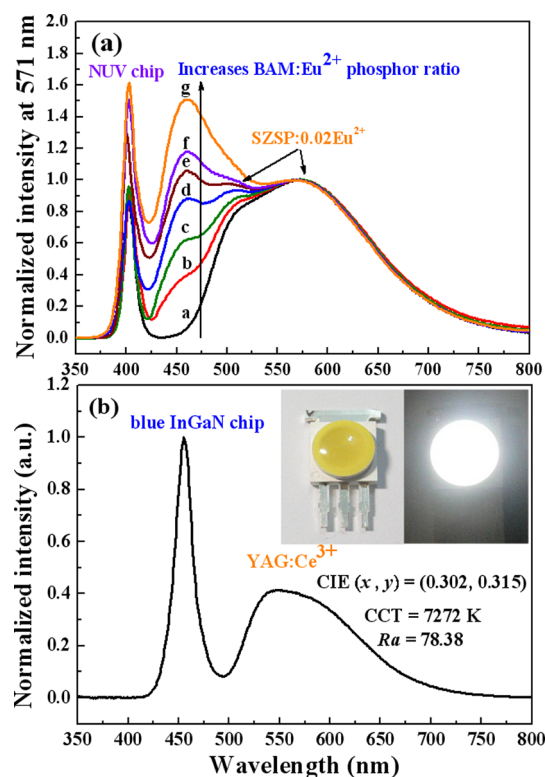 (a)
NUV chip
Increases BAM:Eu²⁺ phosphor ratio
SZSP:0.02Eu²⁺
g
f
e
d
c
b
a
Normalized intensity at 571 nm
1.6
1.4
1.2
1.0
0.8
0.6
0.4
0.2
0.0
350 400 450 500 550 600 650 700 750 800
(b)
blue InGaN chip
YAG:Ce³⁺
CIE (x , y) = (0.302, 0.315)
CCT = 7272 K
Ra = 78.38
Normalized intensity (a.u.)
1.2
1.0
0.8
0.6
0.4
0.2
0.0
350 400 450 500 550 600 650 700 750 800
Wavelength (nm)